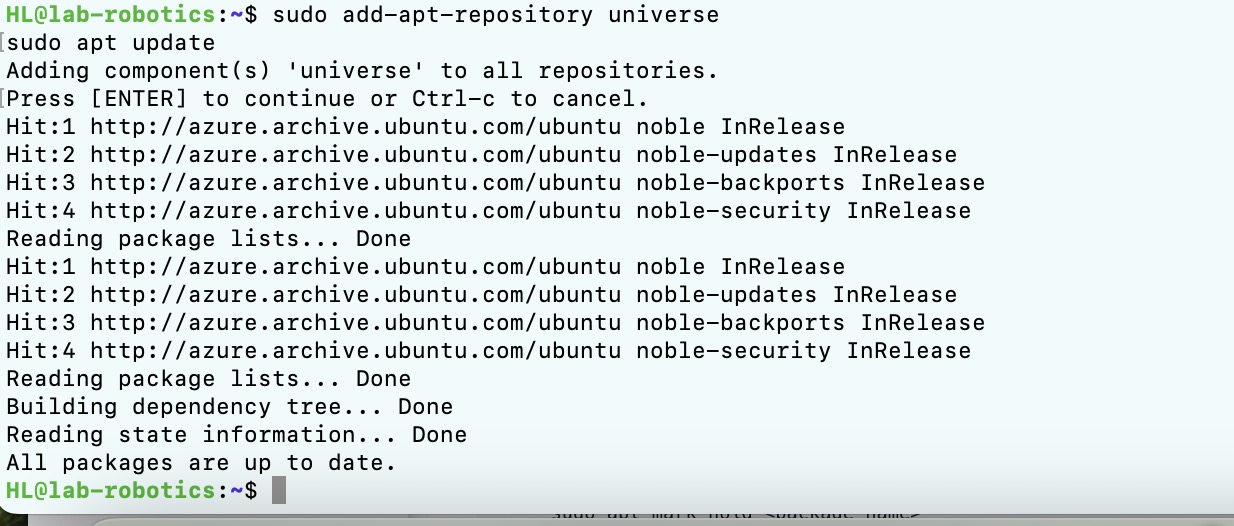 HL@lab-robotics:~$ sudo add-apt-repository universe
[sudo apt update
Adding component(s) 'universe' to all repositories.
[Press [ENTER] to continue or Ctrl-c to cancel.
Hit:1 http://azure.archive.ubuntu.com/ubuntu noble InRelease
Hit:2 http://azure.archive.ubuntu.com/ubuntu noble-updates InRelease
Hit:3 http://azure.archive.ubuntu.com/ubuntu noble-backports InRelease
Hit:4 http://azure.archive.ubuntu.com/ubuntu noble-security InRelease
Reading package lists... Done
Hit:1 http://azure.archive.ubuntu.com/ubuntu noble InRelease
Hit:2 http://azure.archive.ubuntu.com/ubuntu noble-updates InRelease
Hit:3 http://azure.archive.ubuntu.com/ubuntu noble-backports InRelease
Hit:4 http://azure.archive.ubuntu.com/ubuntu noble-security InRelease
Reading package lists... Done
Building dependency tree... Done
Reading state information... Done
All packages are up to date.
HL@lab-robotics:~$
sudo apt mark hold <package name>